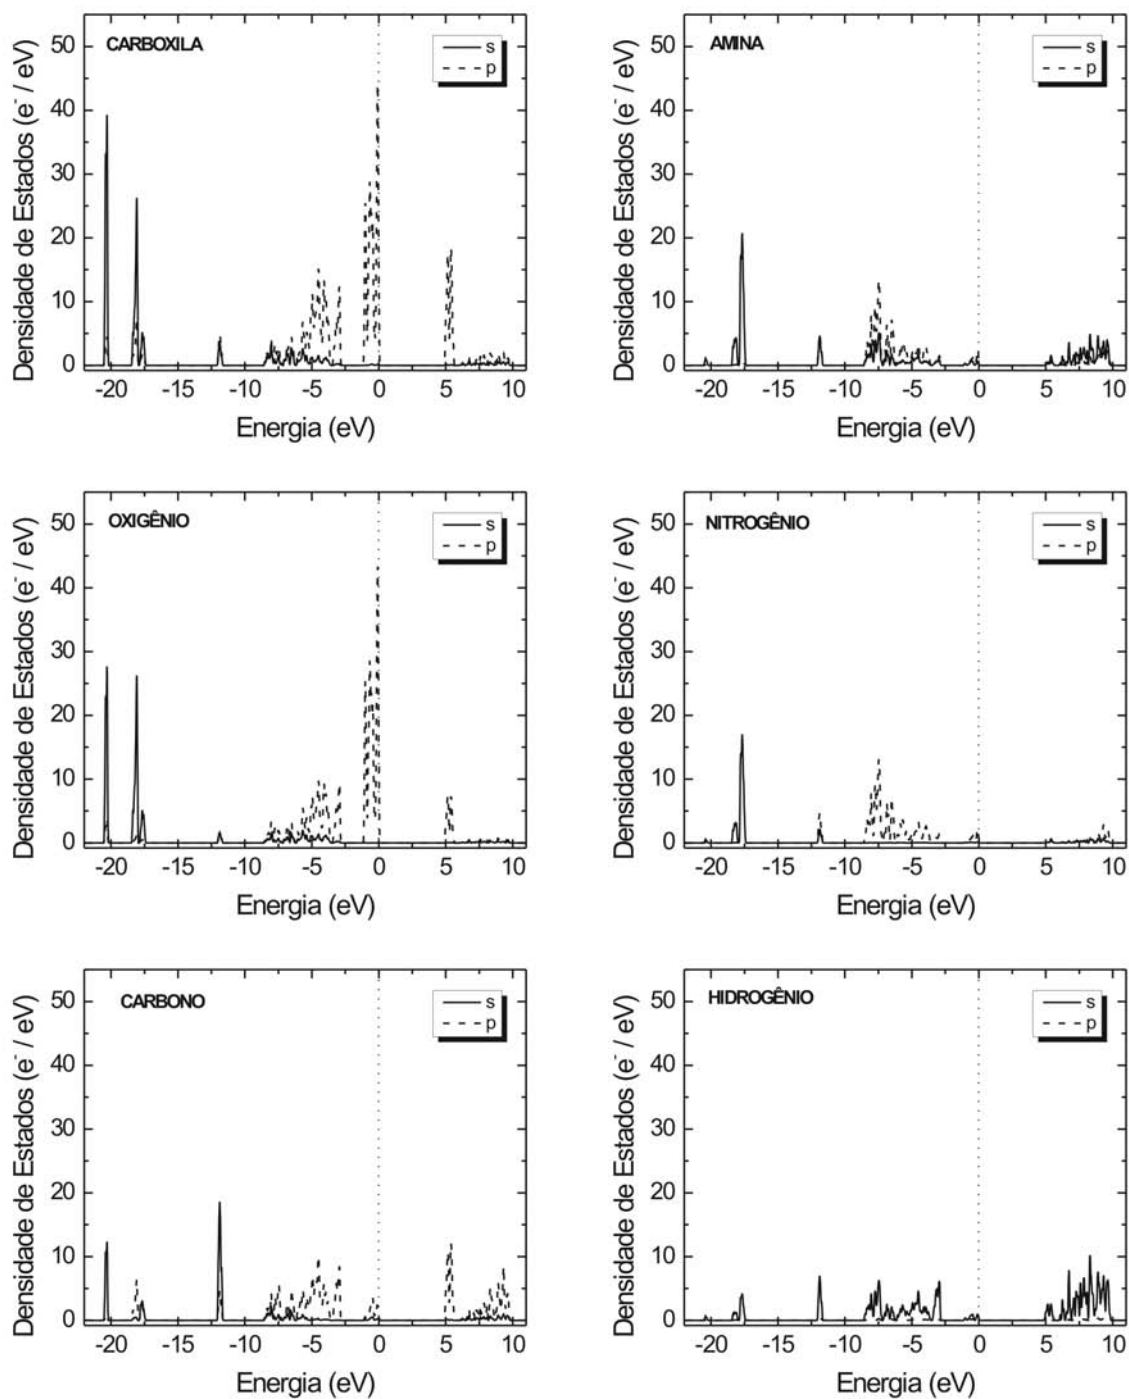 CARBOXILA
s
p
50
40
30
20
10
0
-20 -15 -10 -5 0 5 10
Densidade de Estados (e⁻ / eV)
Energia (eV)
AMINA
s
p
50
40
30
20
10
0
-20 -15 -10 -5 0 5 10
Densidade de Estados (e⁻ / eV)
Energia (eV)
OXIGÊNIO
s
p
50
40
30
20
10
0
-20 -15 -10 -5 0 5 10
Densidade de Estados (e⁻ / eV)
Energia (eV)
NITROGÊNIO
s
p
50
40
30
20
10
0
-20 -15 -10 -5 0 5 10
Densidade de Estados (e⁻ / eV)
Energia (eV)
CARBONO
s
p
50
40
30
20
10
0
-20 -15 -10 -5 0 5 10
Densidade de Estados (e⁻ / eV)
Energia (eV)
HIDROGÊNIO
s
p
50
40
30
20
10
0
-20 -15 -10 -5 0 5 10
Densidade de Estados (e⁻ / eV)
Energia (eV)